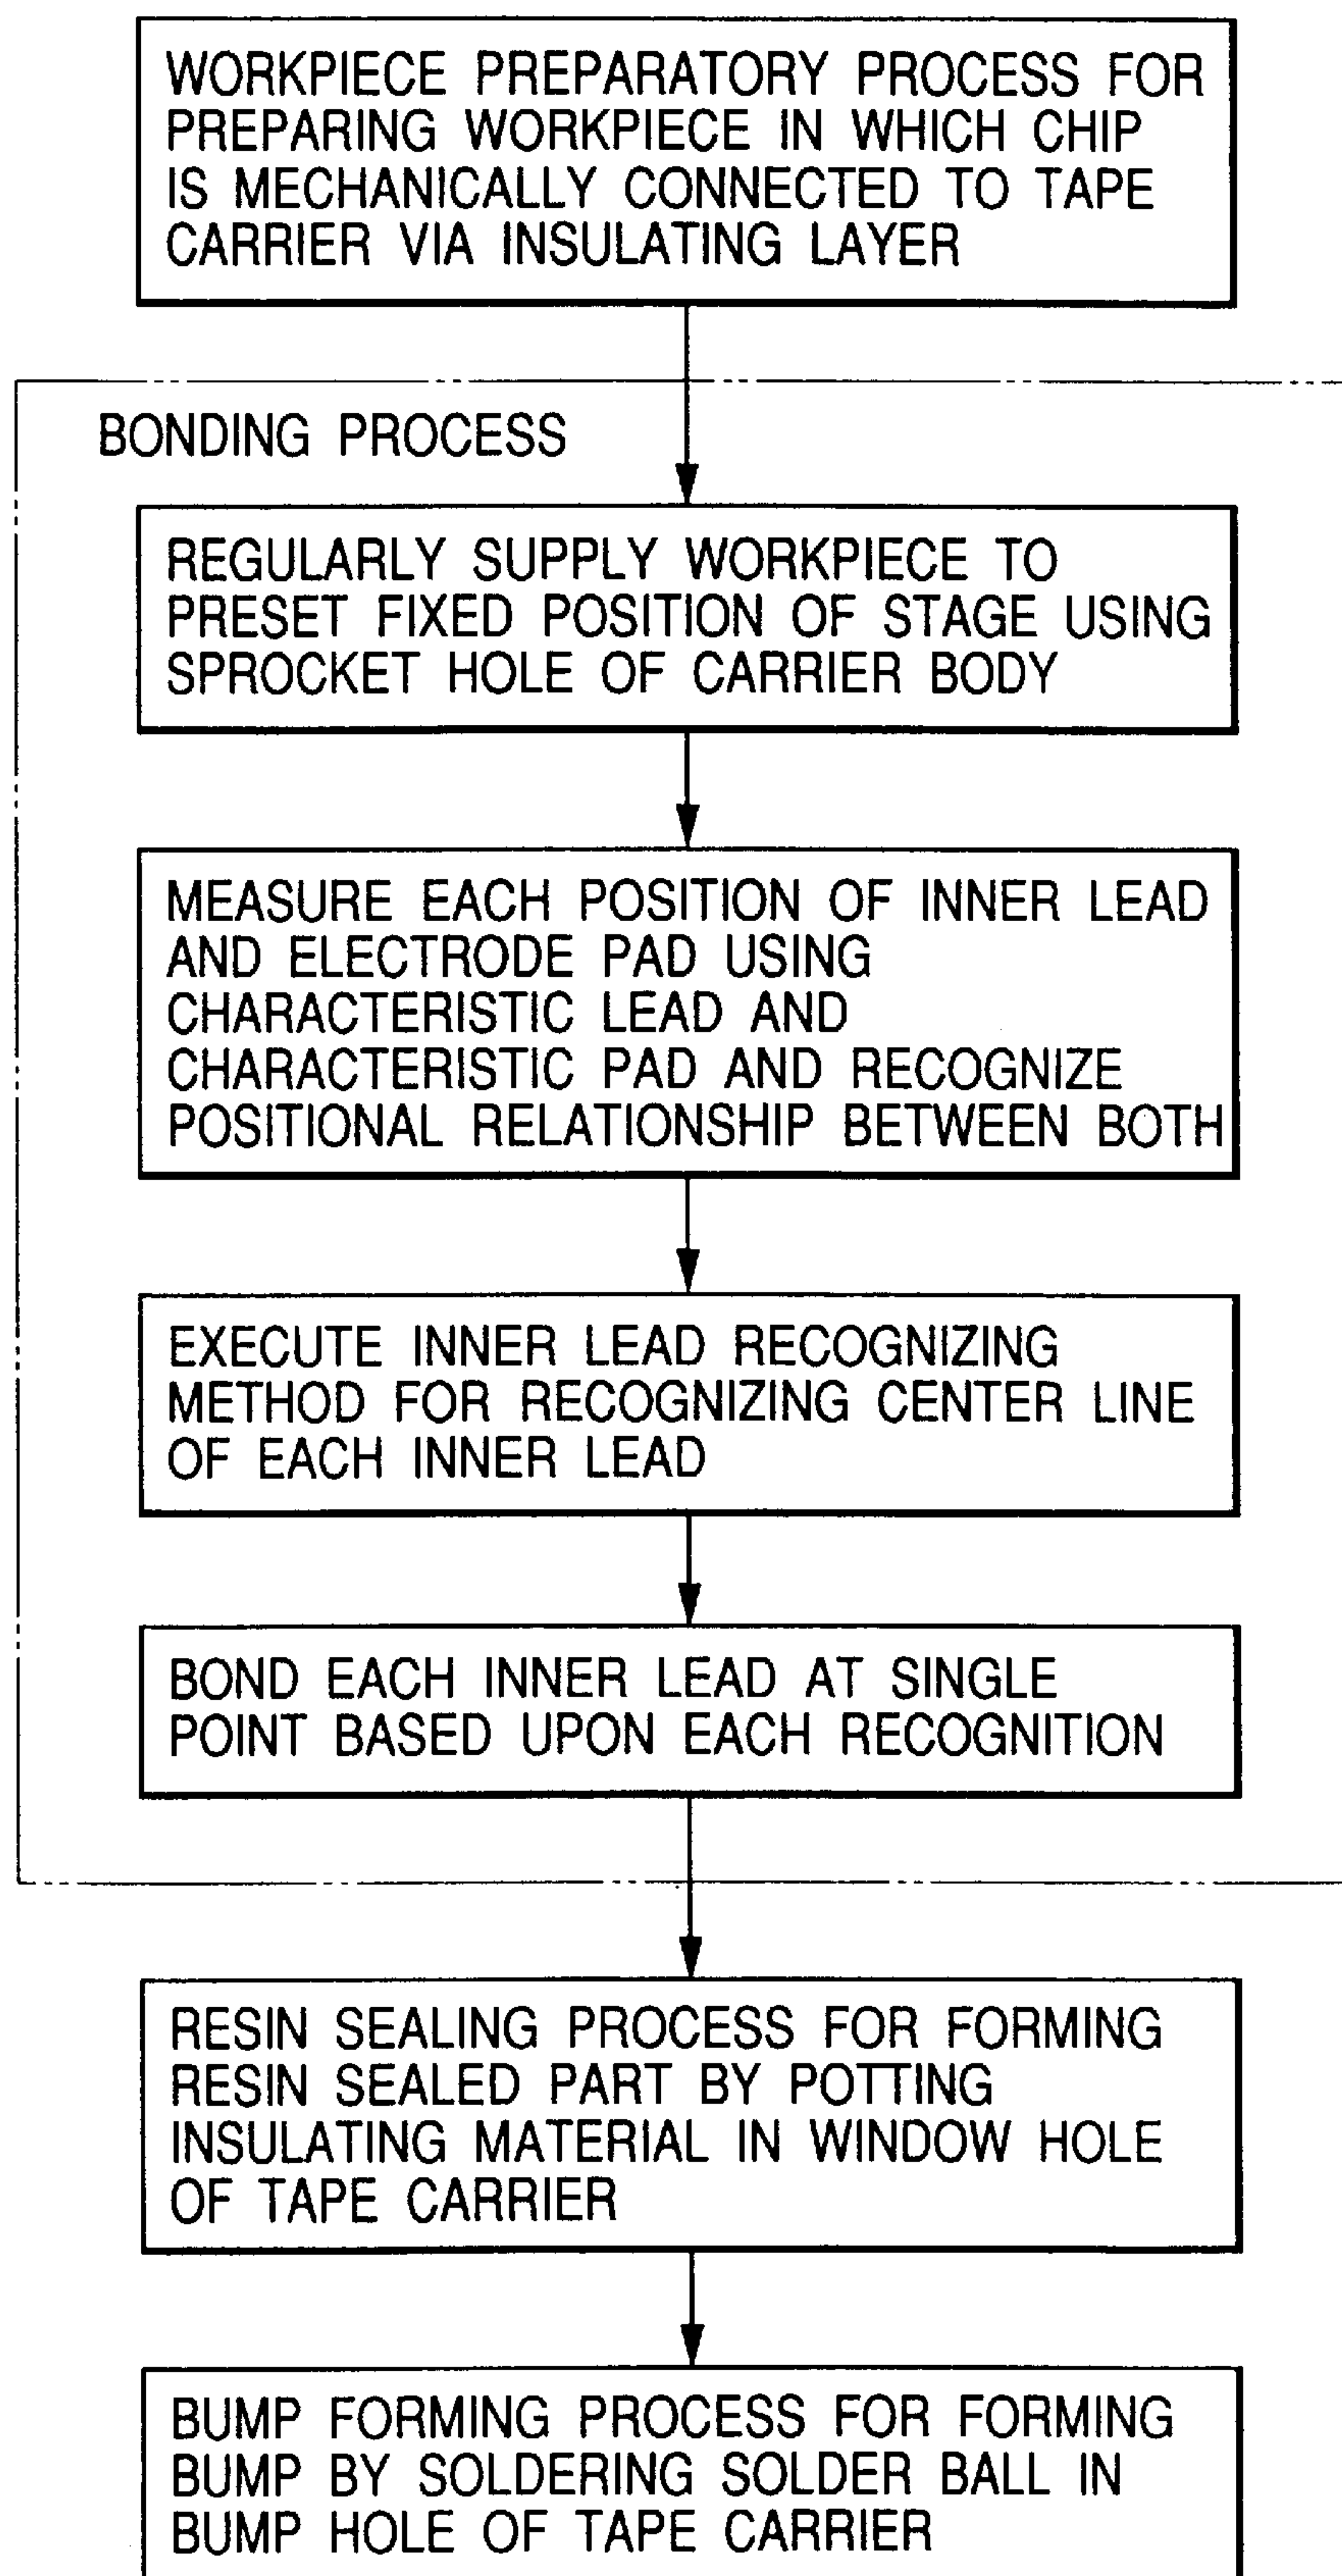 WORKPIECE PREPARATORY PROCESS FOR
PREPARING WORKPIECE IN WHICH CHIP
IS MECHANICALLY CONNECTED TO TAPE
CARRIER VIA INSULATING LAYER
BONDING PROCESS
REGULARLY SUPPLY WORKPIECE TO
PRESET FIXED POSITION OF STAGE USING
SPROCKET HOLE OF CARRIER BODY
MEASURE EACH POSITION OF INNER LEAD
AND ELECTRODE PAD USING
CHARACTERISTIC LEAD AND
CHARACTERISTIC PAD AND RECOGNIZE
POSITIONAL RELATIONSHIP BETWEEN BOTH
EXECUTE INNER LEAD RECOGNIZING
METHOD FOR RECOGNIZING CENTER LINE
OF EACH INNER LEAD
BOND EACH INNER LEAD AT SINGLE
POINT BASED UPON EACH RECOGNITION
RESIN SEALING PROCESS FOR FORMING
RESIN SEALED PART BY POTTING
INSULATING MATERIAL IN WINDOW HOLE
OF TAPE CARRIER
BUMP FORMING PROCESS FOR FORMING
BUMP BY SOLDERING SOLDER BALL IN
BUMP HOLE OF TAPE CARRIER